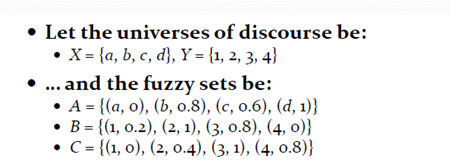 • Let the universes of discourse be:
• X = {a, b, c, d}, Y = {1, 2, 3, 4}
• ... and the fuzzy sets be:
• A = {(a, 0), (b, 0.8), (c, 0.6), (d, 1)}
• B = {(1, 0.2), (2, 1), (3, 0.8), (4, 0)}
• C = {(1, 0), (2, 0.4), (3, 1), (4, 0.8)}